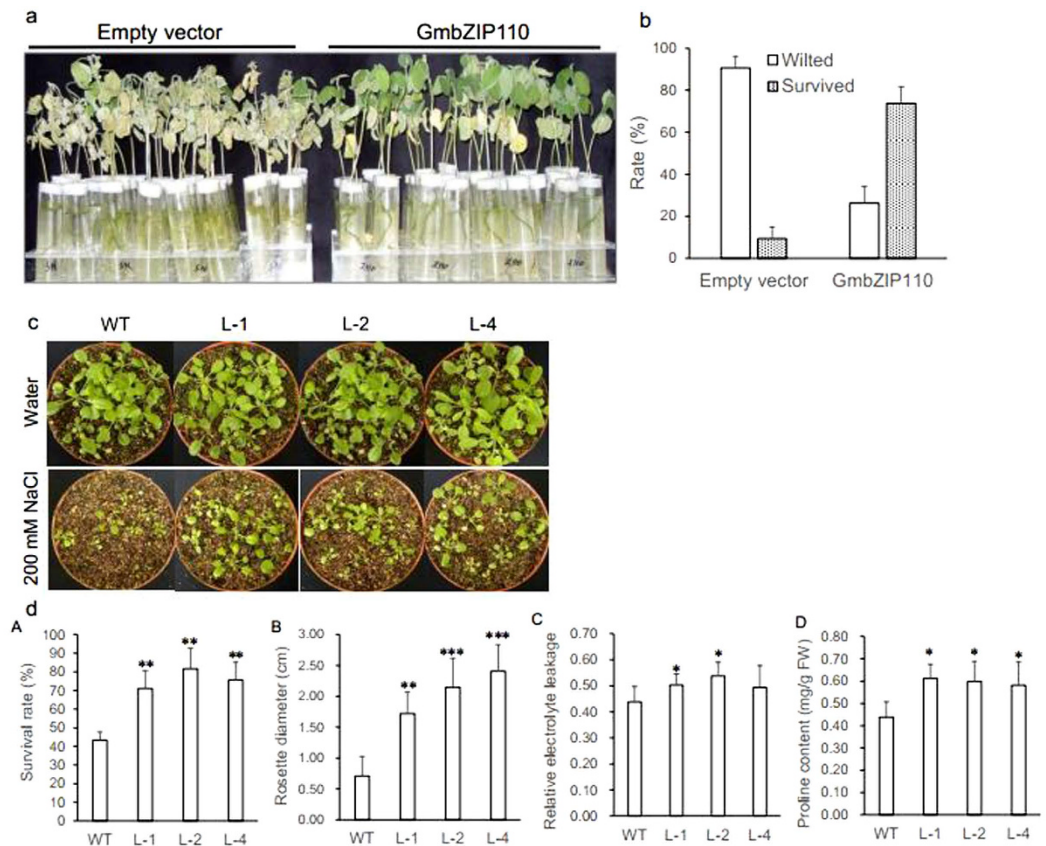 a
Empty vector
GmbZIP110
b
100
80
60
40
20
0
Rate (%)
Wilted
Survived
Empty vector
GmbZIP110
c
WT
L-1
L-2
L-4
Water
200 mM NaCl
d
A
100
90
80
70
60
50
40
30
20
10
0
Survival rate (%)
**
**
**
WT
L-1
L-2
L-4
B
3.00
2.50
2.00
1.50
1.00
0.50
0.00
Rosette diameter (cm)
**
***
***
WT
L-1
L-2
L-4
C
0.70
0.60
0.50
0.40
0.30
0.20
0.10
0.00
Relative electrolyte leakage
*
*
WT
L-1
L-2
L-4
D
0.80
0.70
0.60
0.50
0.40
0.30
0.20
0.10
0.00
Proline content (mg/g FW)
*
*
*
WT
L-1
L-2
L-4